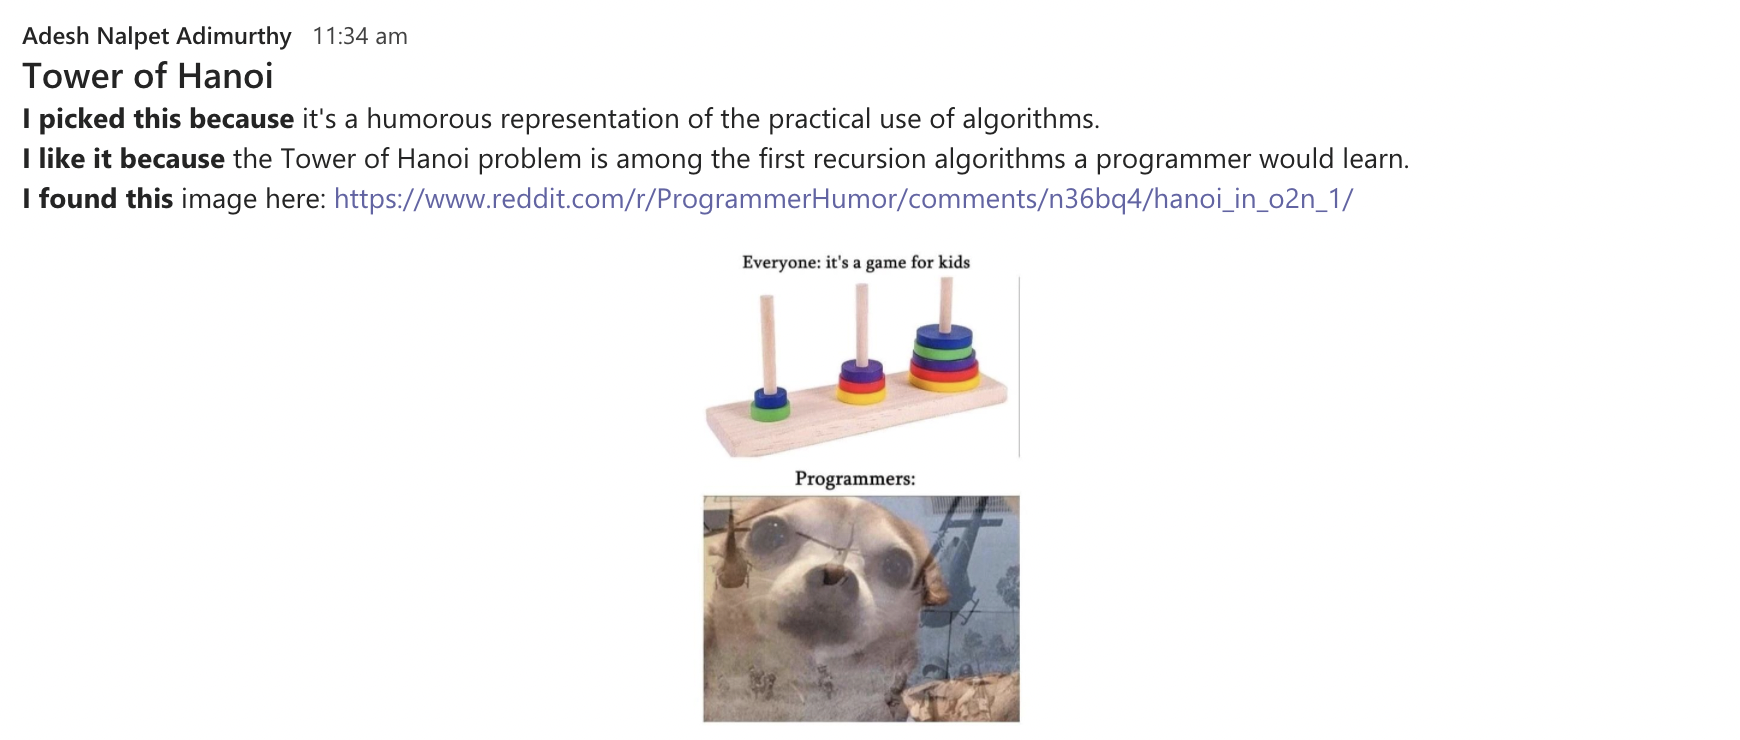 Adesh Nalpet Adimurthy 11:34 am
Tower of Hanoi
I picked this because it's a humorous representation of the practical use of algorithms.
I like it because the Tower of Hanoi problem is among the first recursion algorithms a programmer would learn.
I found this image here: https://www.reddit.com/r/ProgrammerHumor/comments/n36bq4/hanoi_in_o2n_1/
Everyone: it's a game for kids
Programmers: